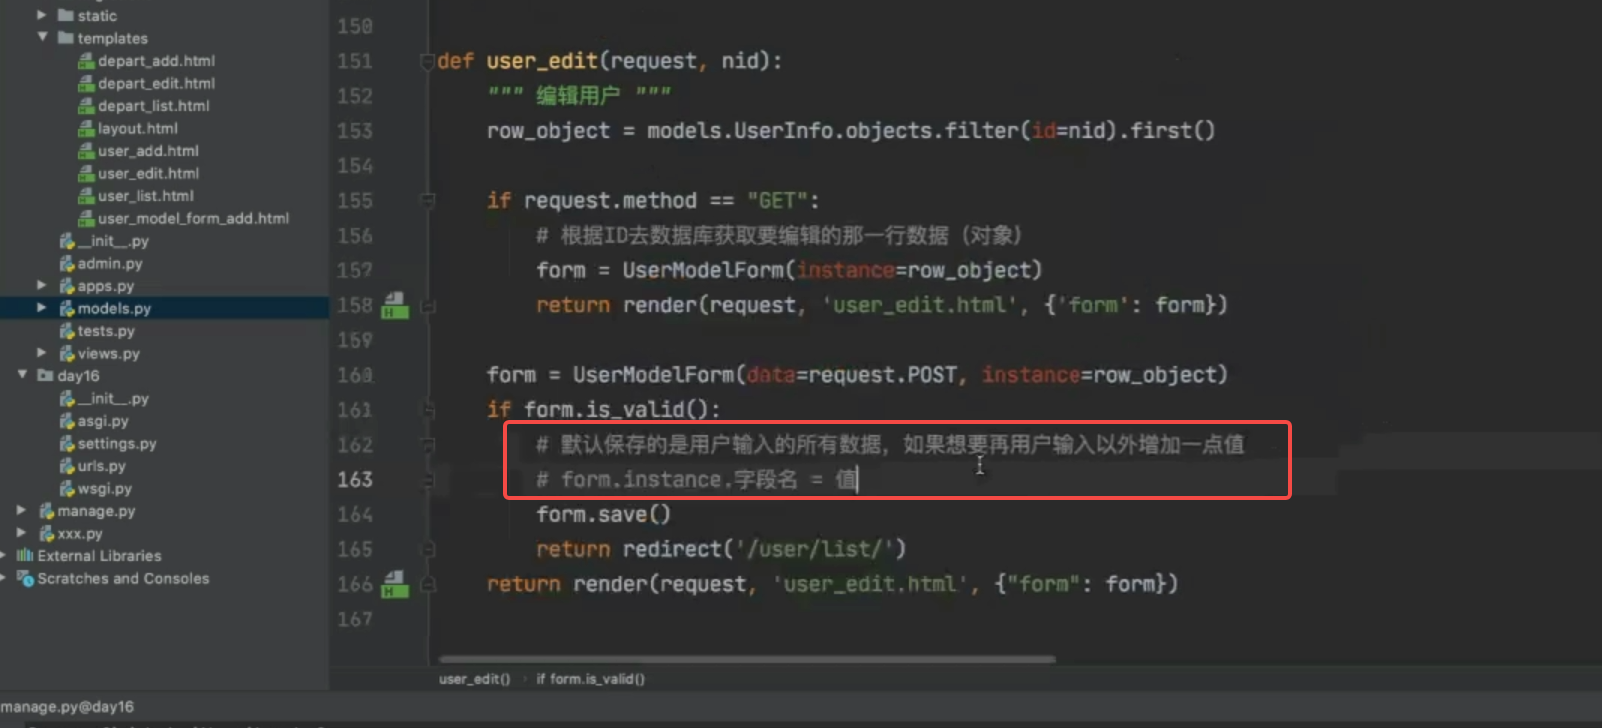 static
templates
depart_add.html
depart_edit.html
depart_list.html
layout.html
user_add.html
user_edit.html
user_list.html
user_model_form_add.html
__init__.py
admin.py
apps.py
models.py
tests.py
views.py
day16
__init__.py
asgi.py
settings.py
urls.py
wsgi.py
manage.py
xxx.py
External Libraries
Scratches and Consoles
150
151 def user_edit(request, nid):
152 """ 编辑用户 """
153 row_object = models.UserInfo.objects.filter(id=nid).first()
154
155 if request.method == "GET":
156 # 根据ID去数据库获取要编辑的那一行数据（对象）
157 form = UserModelForm(instance=row_object)
158 return render(request, 'user_edit.html', {'form': form})
159
160 form = UserModelForm(data=request.POST, instance=row_object)
161 if form.is_valid():
162 # 默认保存的是用户输入的所有数据，如果想要再用户输入以外增加一点值
163 # form.instance.字段名 = 值
164 form.save()
165 return redirect('/user/list/')
166 return render(request, 'user_edit.html', {"form": form})
167
user_edit() › if form.is_valid()
manage.py@day16